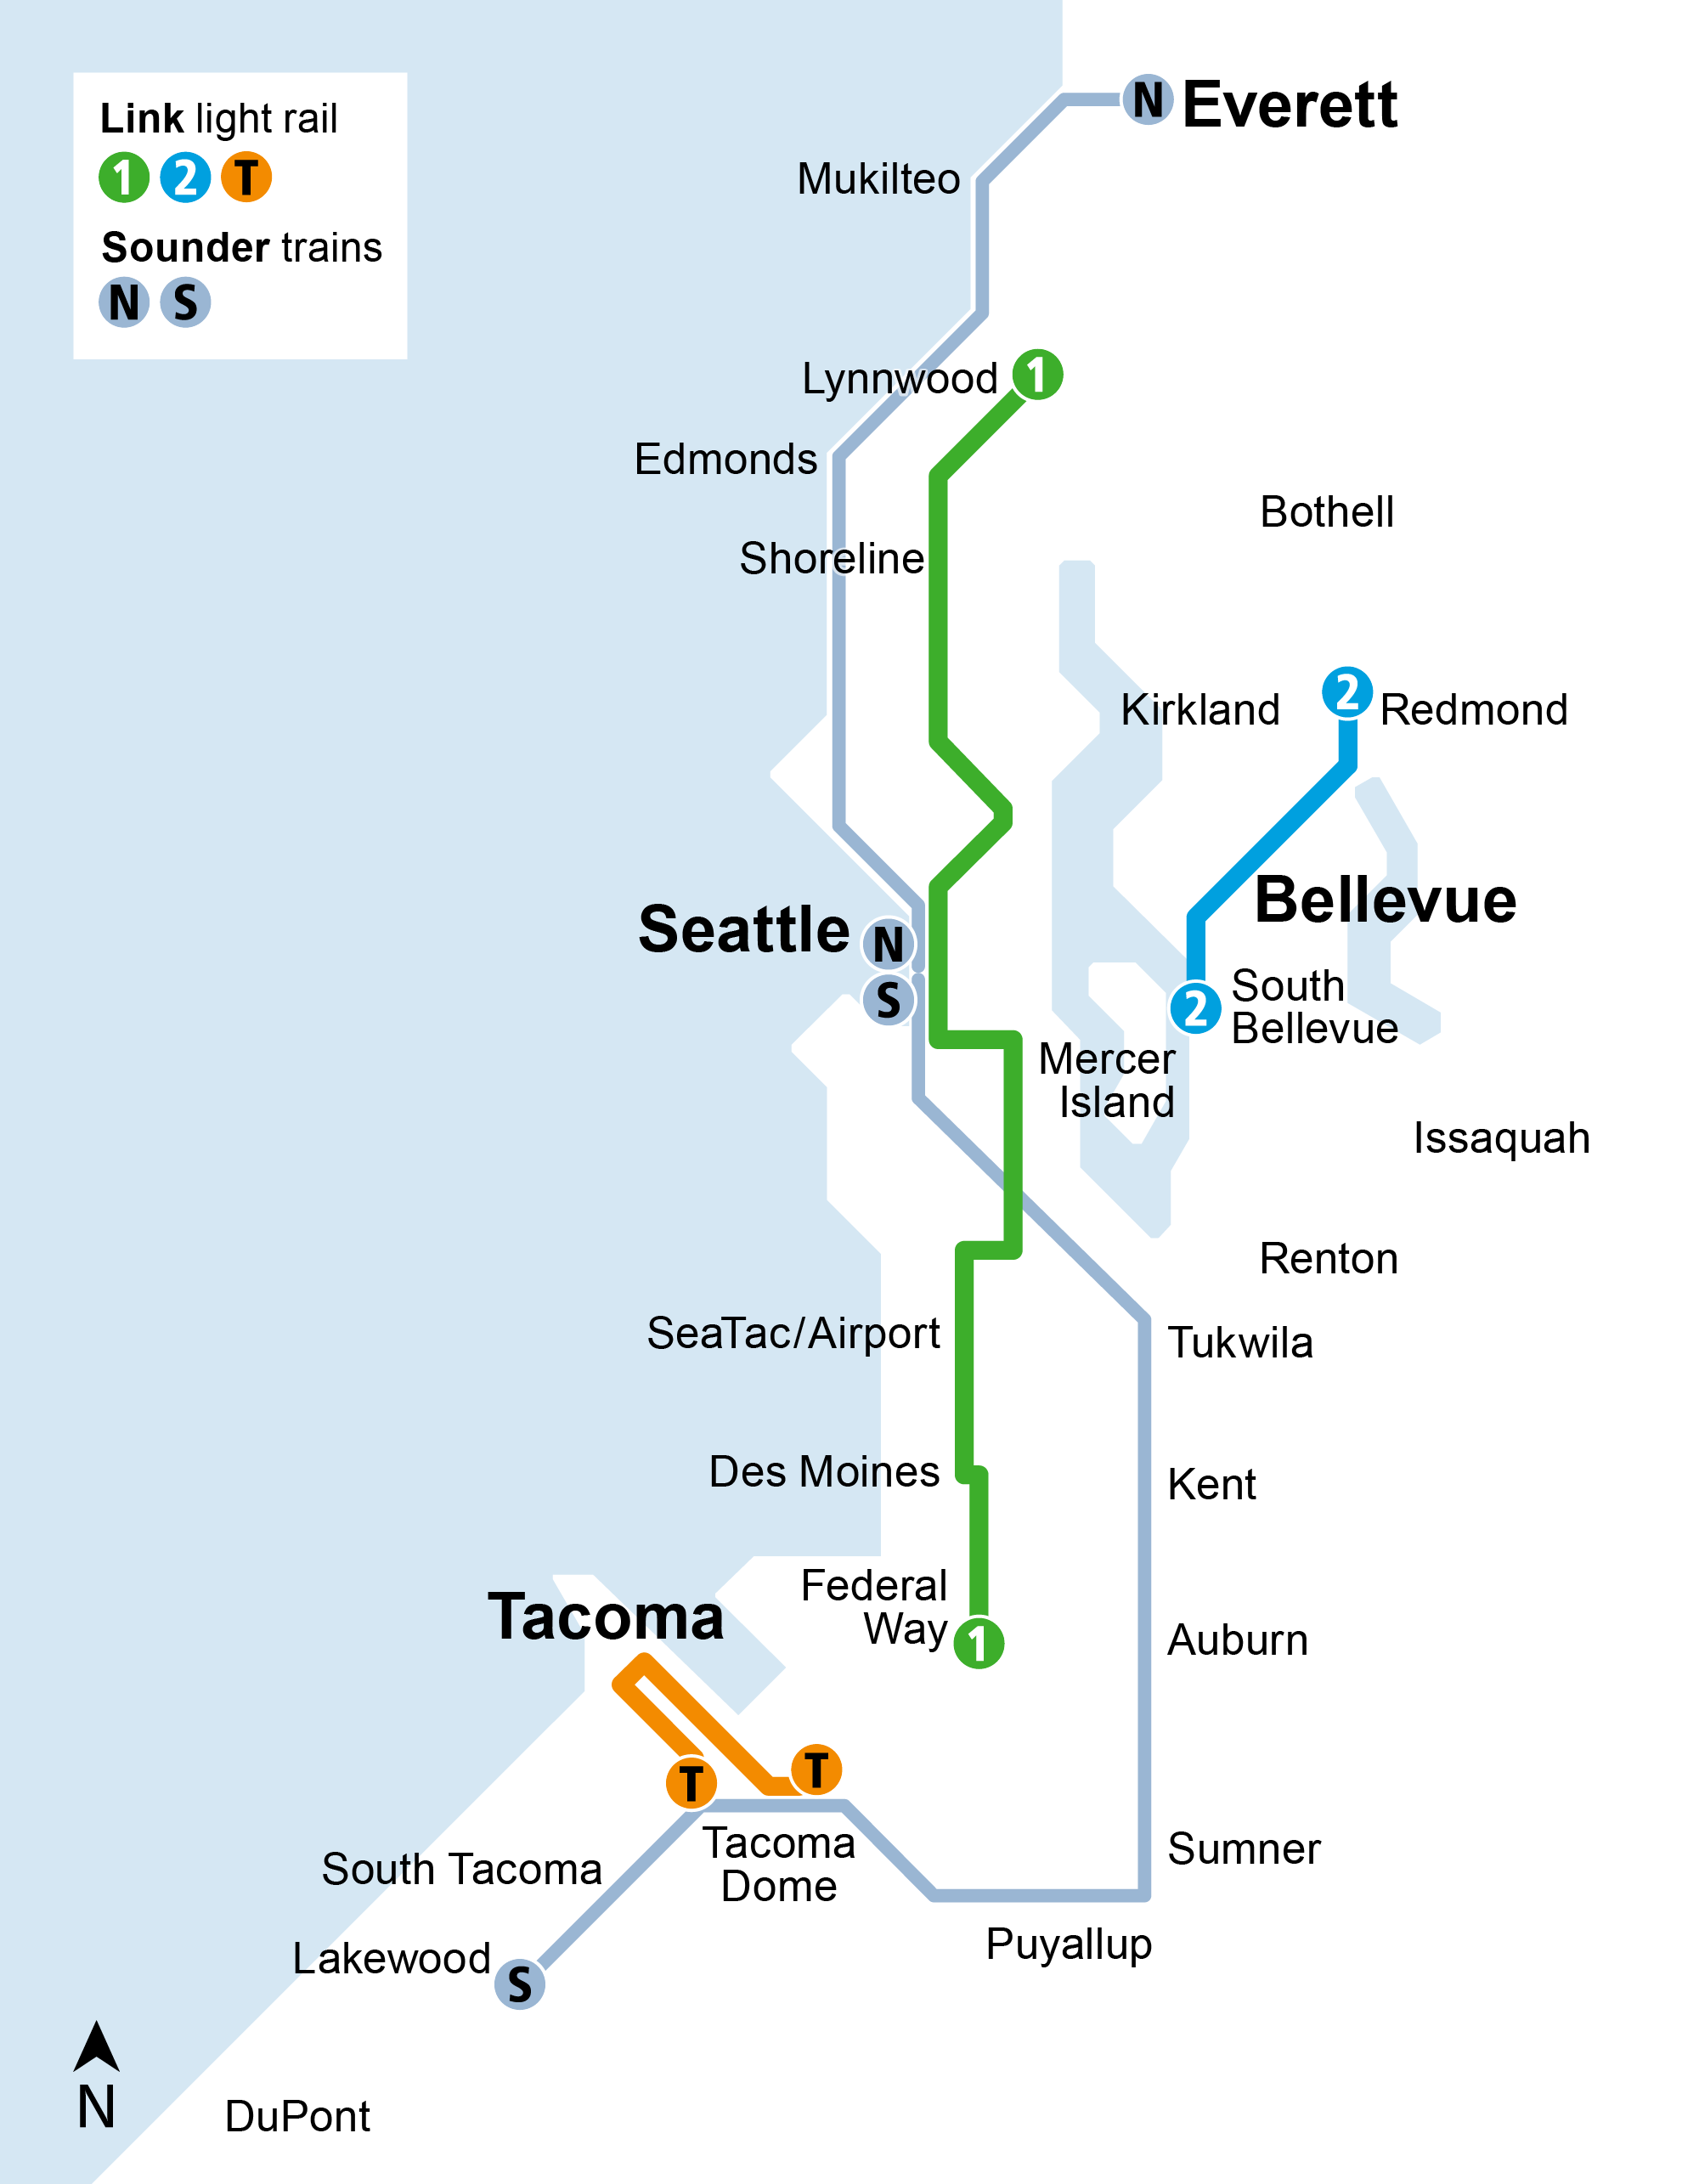 Link light rail
1 2 T
Sounder trains
N S
N Everett
Mukilteo
Lynnwood 1
Edmonds
Bothell
Shoreline
Kirkland
2 Redmond
Bellevue
Seattle N
S
2 South
Bellevue
Mercer
Island
Issaquah
Renton
SeaTac/Airport
Tukwila
Des Moines
Kent
Federal
Way 1
Tacoma
Auburn
T
T
Tacoma
Dome
South Tacoma
Sumner
Puyallup
Lakewood S
N
DuPont